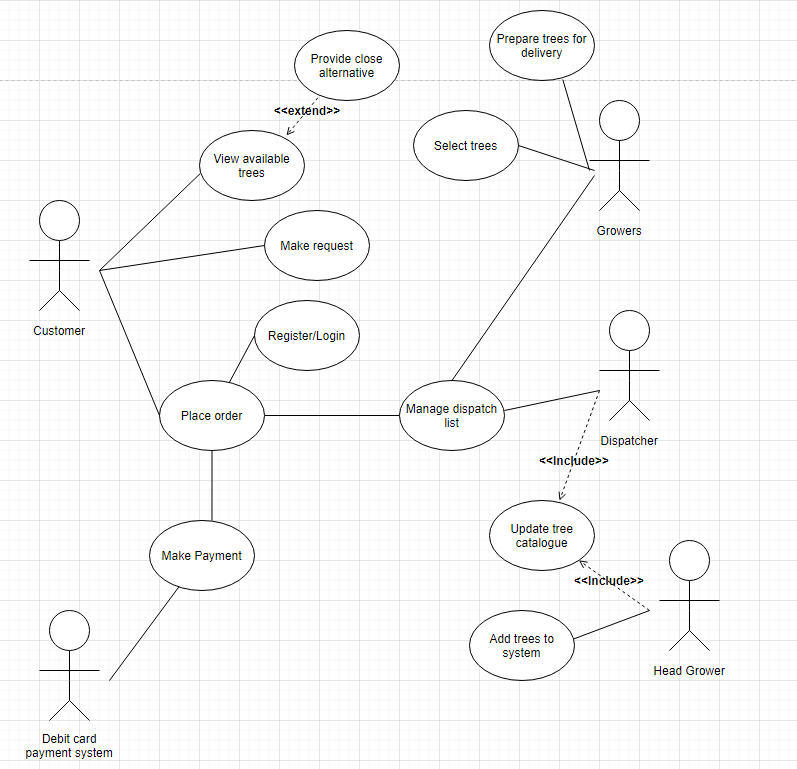 Prepare trees for
delivery
Provide close
alternative
<<extend>>
Select trees
View available
trees
Growers
Make request
Customer
Register/Login
Manage dispatch
list
Place order
Dispatcher
<<Include>>
Update tree
catalogue
Make Payment
<<Include>>
Add trees to
system
Head Grower
Debit card
payment system